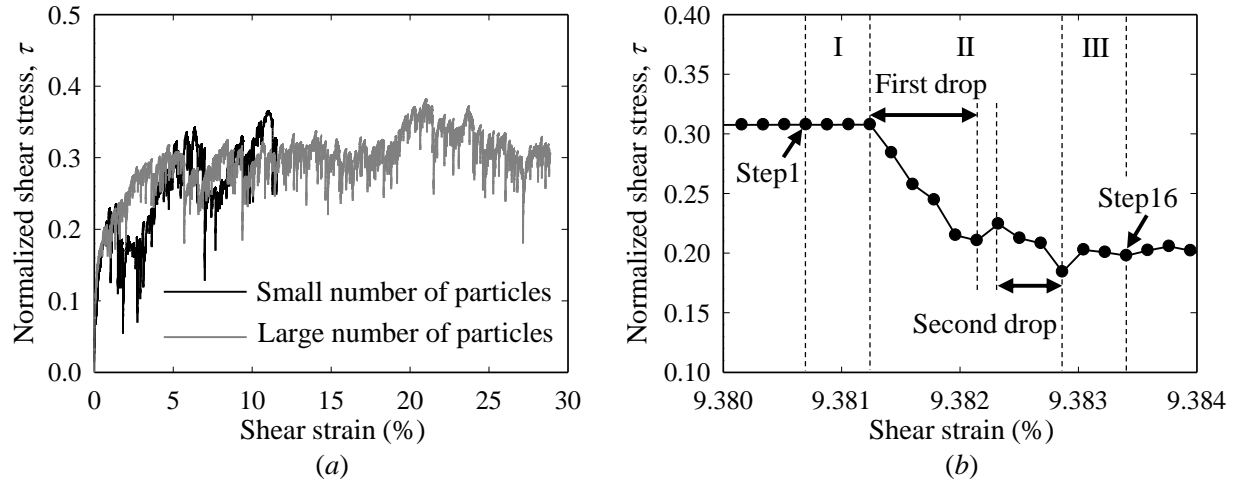 0.5
0.4
0.3
0.2
0.1
0.0
Normalized shear stress, τ
Small number of particles
Large number of particles
0 5 10 15 20 25 30
Shear strain (%)
(a)
0.40
0.35
0.30
0.25
0.20
0.15
0.10
Normalized shear stress, τ
I II III
First drop
Step1
Step16
Second drop
9.380 9.381 9.382 9.383 9.384
Shear strain (%)
(b)